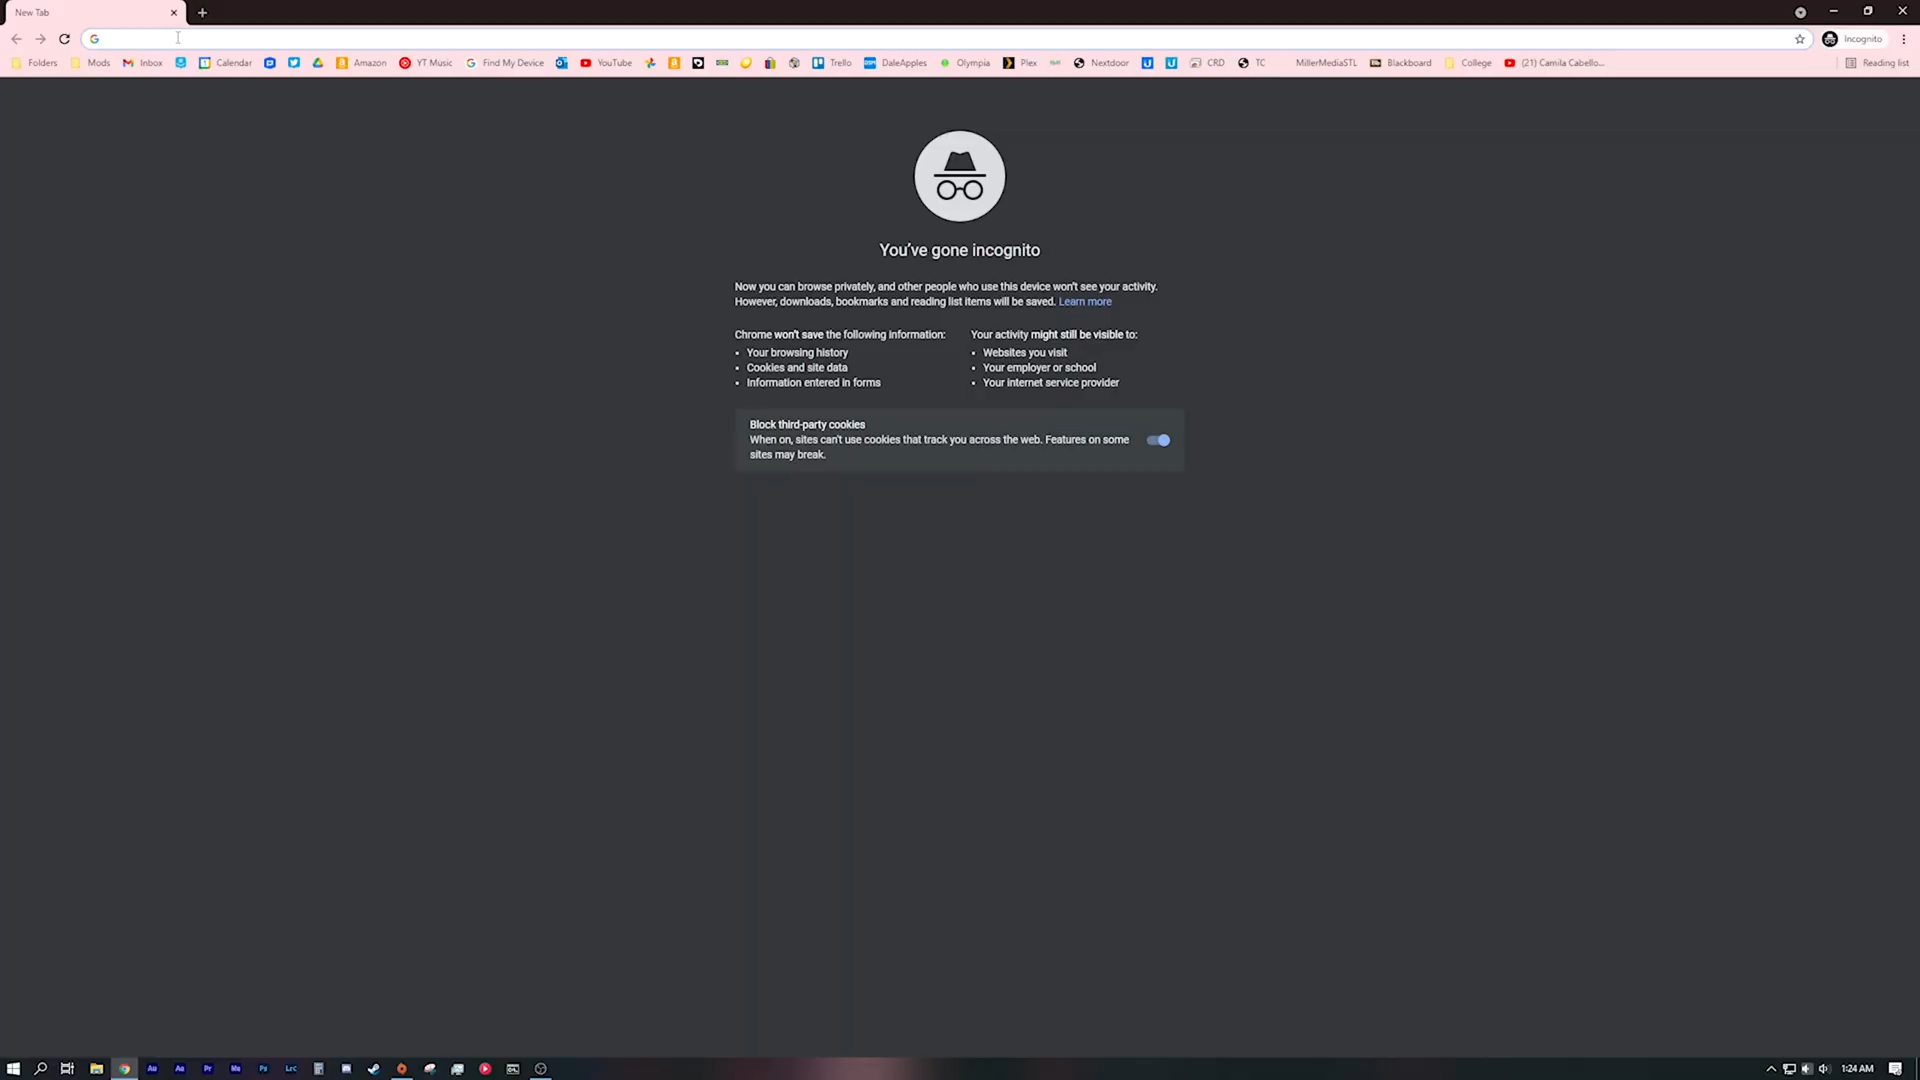 New Tab
Incognito
Folders Mods Inbox Calendar Amazon YT Music Find My Device YouTube Trello DaleApples Olympia Plex Nextdoor CRD TC MillerMediaSTL Blackboard College (21) Camila Cabello... Reading list
You've gone incognito
Now you can browse privately, and other people who use this device won't see your activity.
However, downloads, bookmarks and reading list items will be saved. Learn more
Chrome won't save the following information:
• Your browsing history
• Cookies and site data
• Information entered in forms
Your activity might still be visible to:
• Websites you visit
• Your employer or school
• Your internet service provider
Block third-party cookies
When on, sites can't use cookies that track you across the web. Features on some
sites may break.
Au Ae Pr Me Ps Lrc 1:24 AM